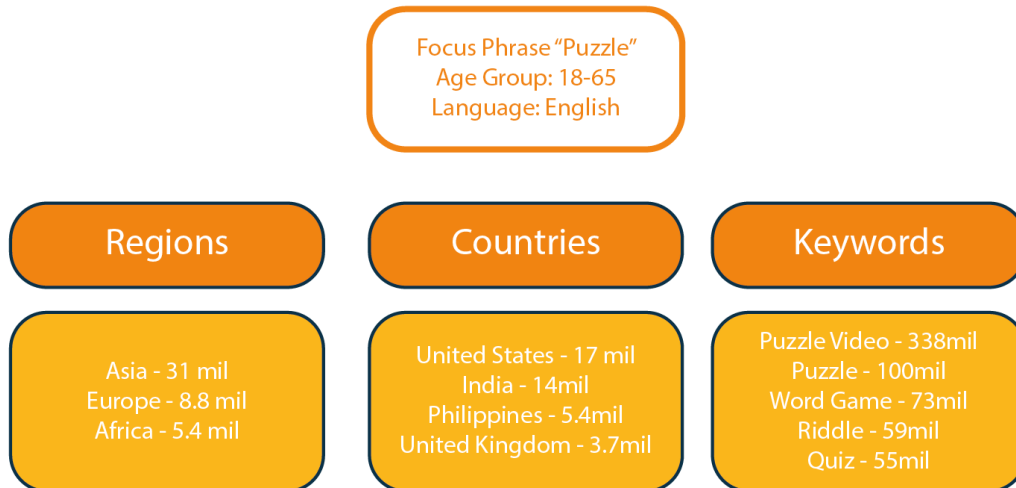 Focus Phrase “Puzzle”
Age Group: 18-65
Language: English
Regions
Asia - 31 mil
Europe - 8.8 mil
Africa - 5.4 mil
Countries
United States - 17 mil
India - 14mil
Philippines - 5.4mil
United Kingdom - 3.7mil
Keywords
Puzzle Video - 338mil
Puzzle - 100mil
Word Game - 73mil
Riddle - 59mil
Quiz - 55mil